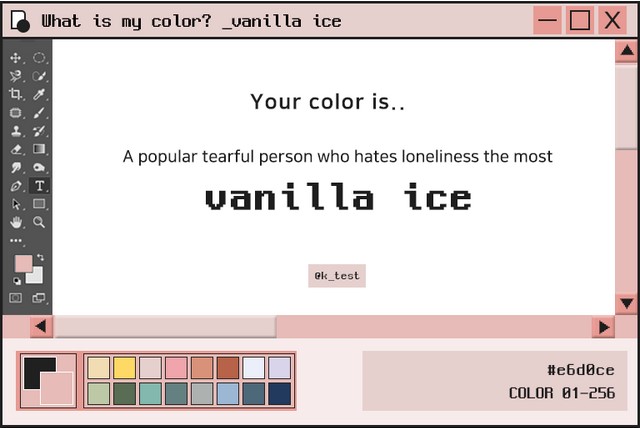 What is my color? _vanilla ice
Your color is..
A popular tearful person who hates loneliness the most
vanilla ice
@k_test
#e6d0ce
COLOR 01-256